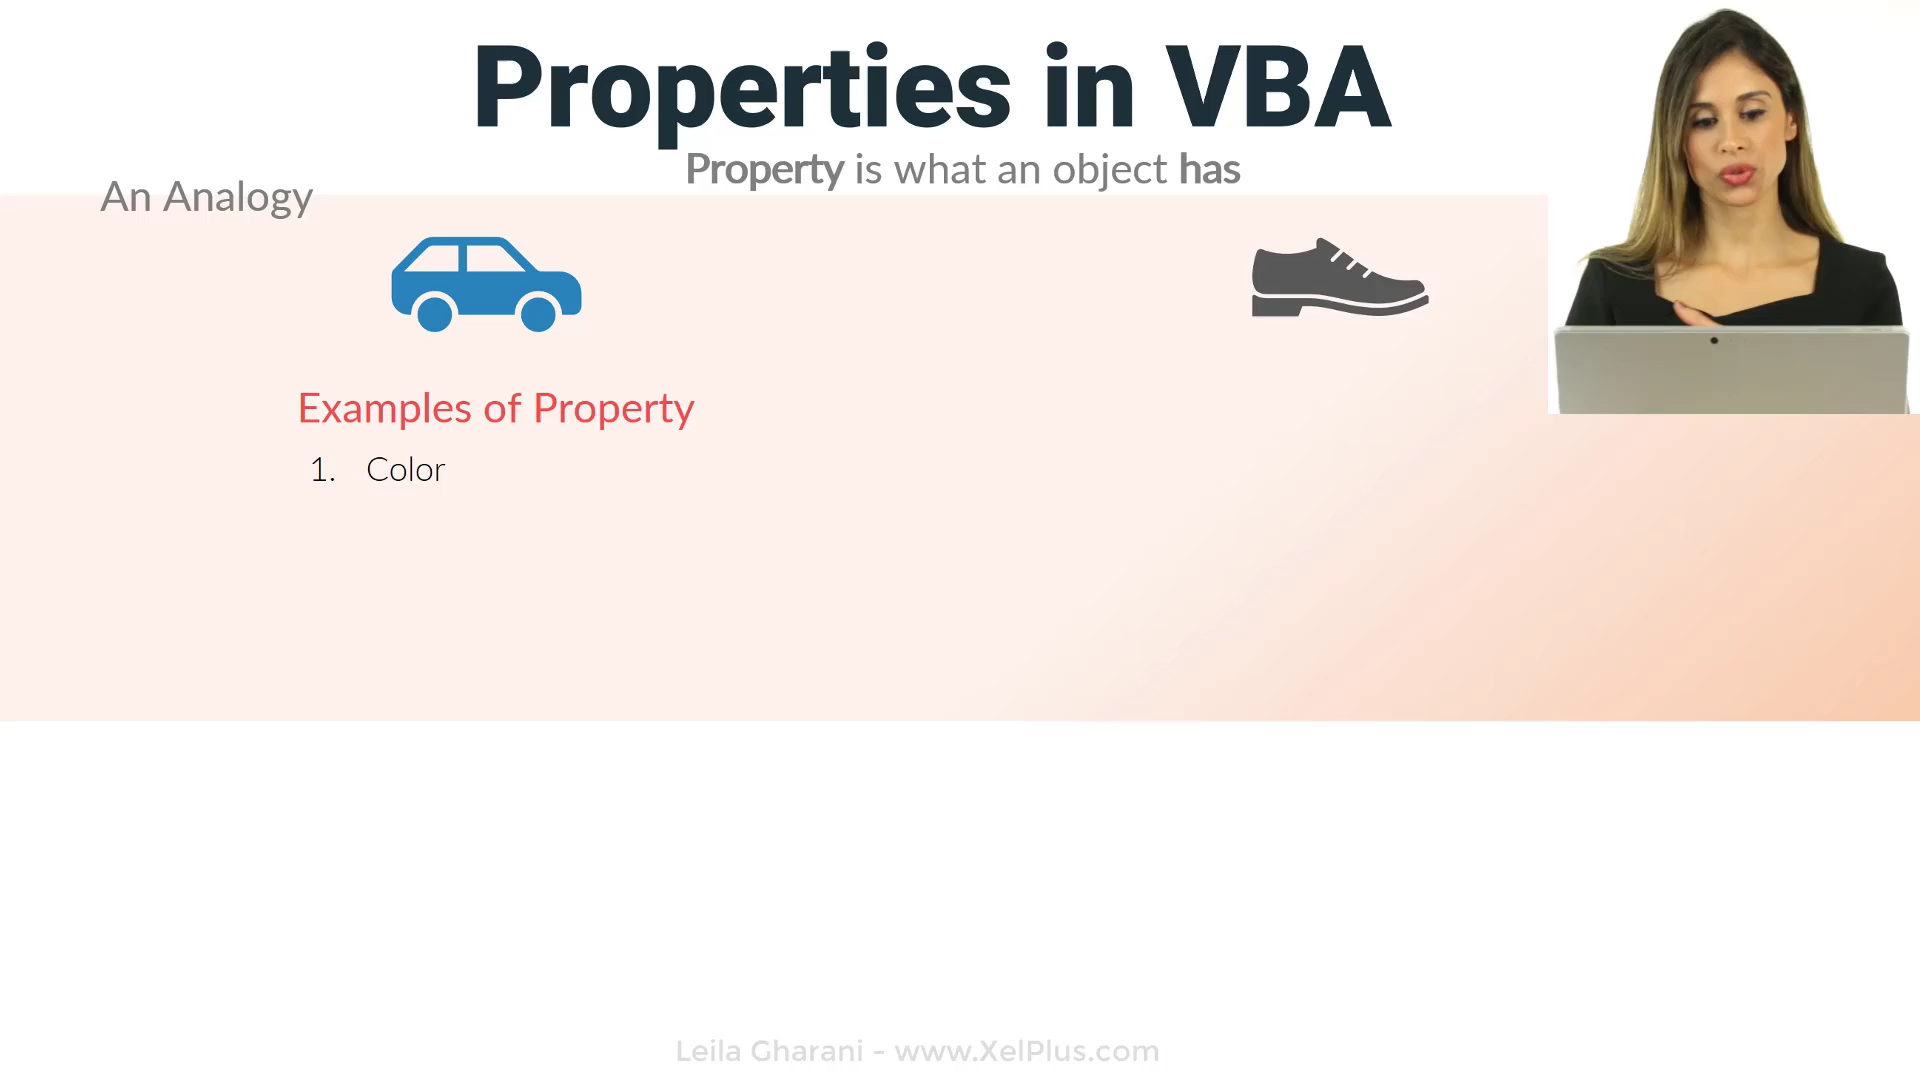 Properties in VBA
Property is what an object has
An Analogy
Examples of Property
1. Color
Leila Gharani - www.XelPlus.com